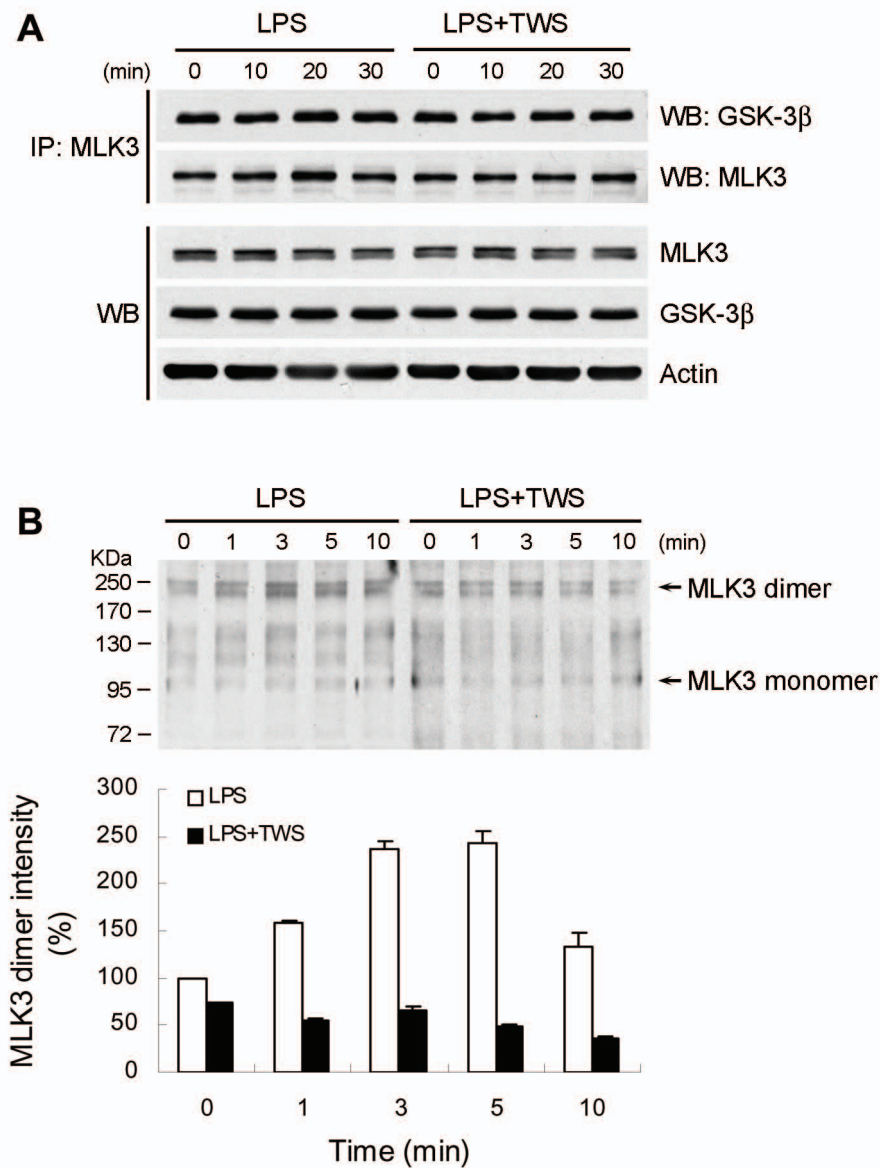 A
LPS LPS+TWS
(min) 0 10 20 30 0 10 20 30
IP: MLK3
WB: GSK-3β
WB: MLK3
WB
MLK3
GSK-3β
Actin
B
LPS LPS+TWS
KDa 0 1 3 5 10 0 1 3 5 10 (min)
250
170
130
95
72
MLK3 dimer
MLK3 monomer
MLK3 dimer intensity
(%)
300
250
200
150
100
50
0
LPS
LPS+TWS
0 1 3 5 10
Time (min)